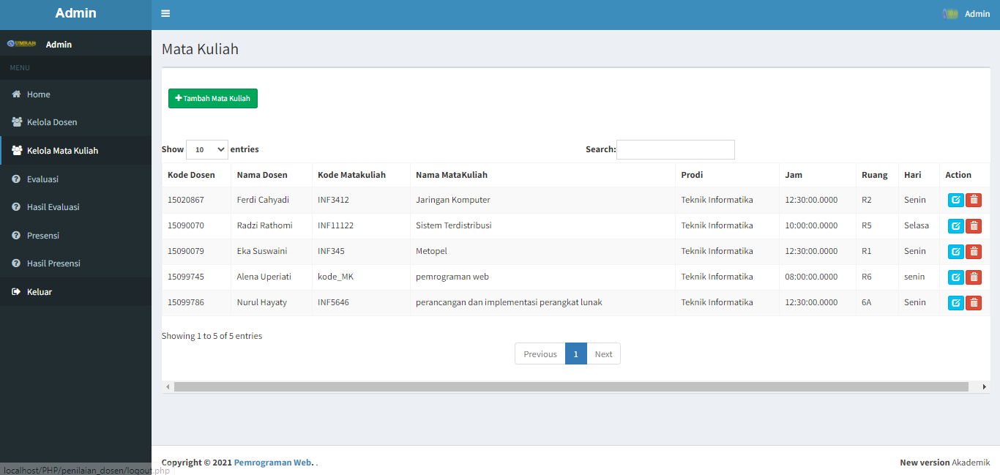 Admin
Admin
UMRAH Admin
MENU
Home
Kelola Dosen
Kelola Mata Kuliah
Evaluasi
Hasil Evaluasi
Presensi
Hasil Presensi
Keluar
Mata Kuliah
Tambah Mata Kuliah
Show 10 entries Search:
Kode Dosen Nama Dosen Kode Matakuliah Nama MataKuliah Prodi Jam Ruang Hari Action
15020867 Ferdi Cahyadi INF3412 Jaringan Komputer Teknik Informatika 12:30:00.0000 R2 Senin
15090070 Radzi Rathomi INF11122 Sistem Terdistribusi Teknik Informatika 10:00:00.0000 R5 Selasa
15090079 Eka Suswaini INF345 Metopel Teknik Informatika 12:30:00.0000 R1 Senin
15099745 Alena Uperiati kode_MK pemrograman web Teknik Informatika 08:00:00.0000 R6 senin
15099786 Nurul Hayaty INF5646 perancangan dan implementasi perangkat lunak Teknik Informatika 12:30:00.0000 6A Senin
Showing 1 to 5 of 5 entries
Previous 1 Next
Copyright © 2021 Pemrograman Web. . New version Akademik
localhost/PHP/penilaian_dosen/logout.php